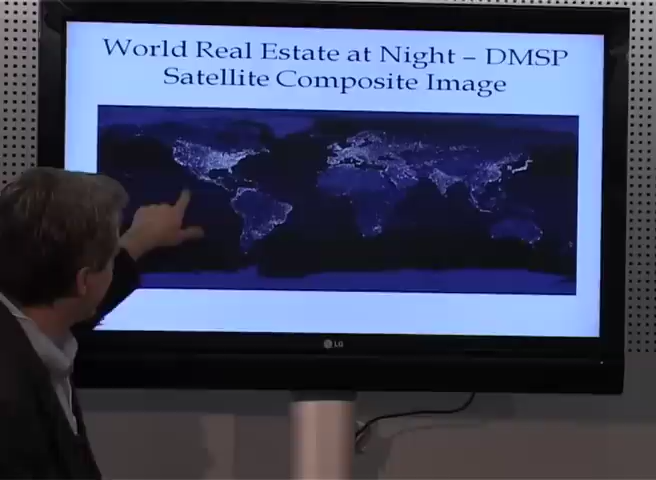 World Real Estate at Night – DMSP
Satellite Composite Image
LG